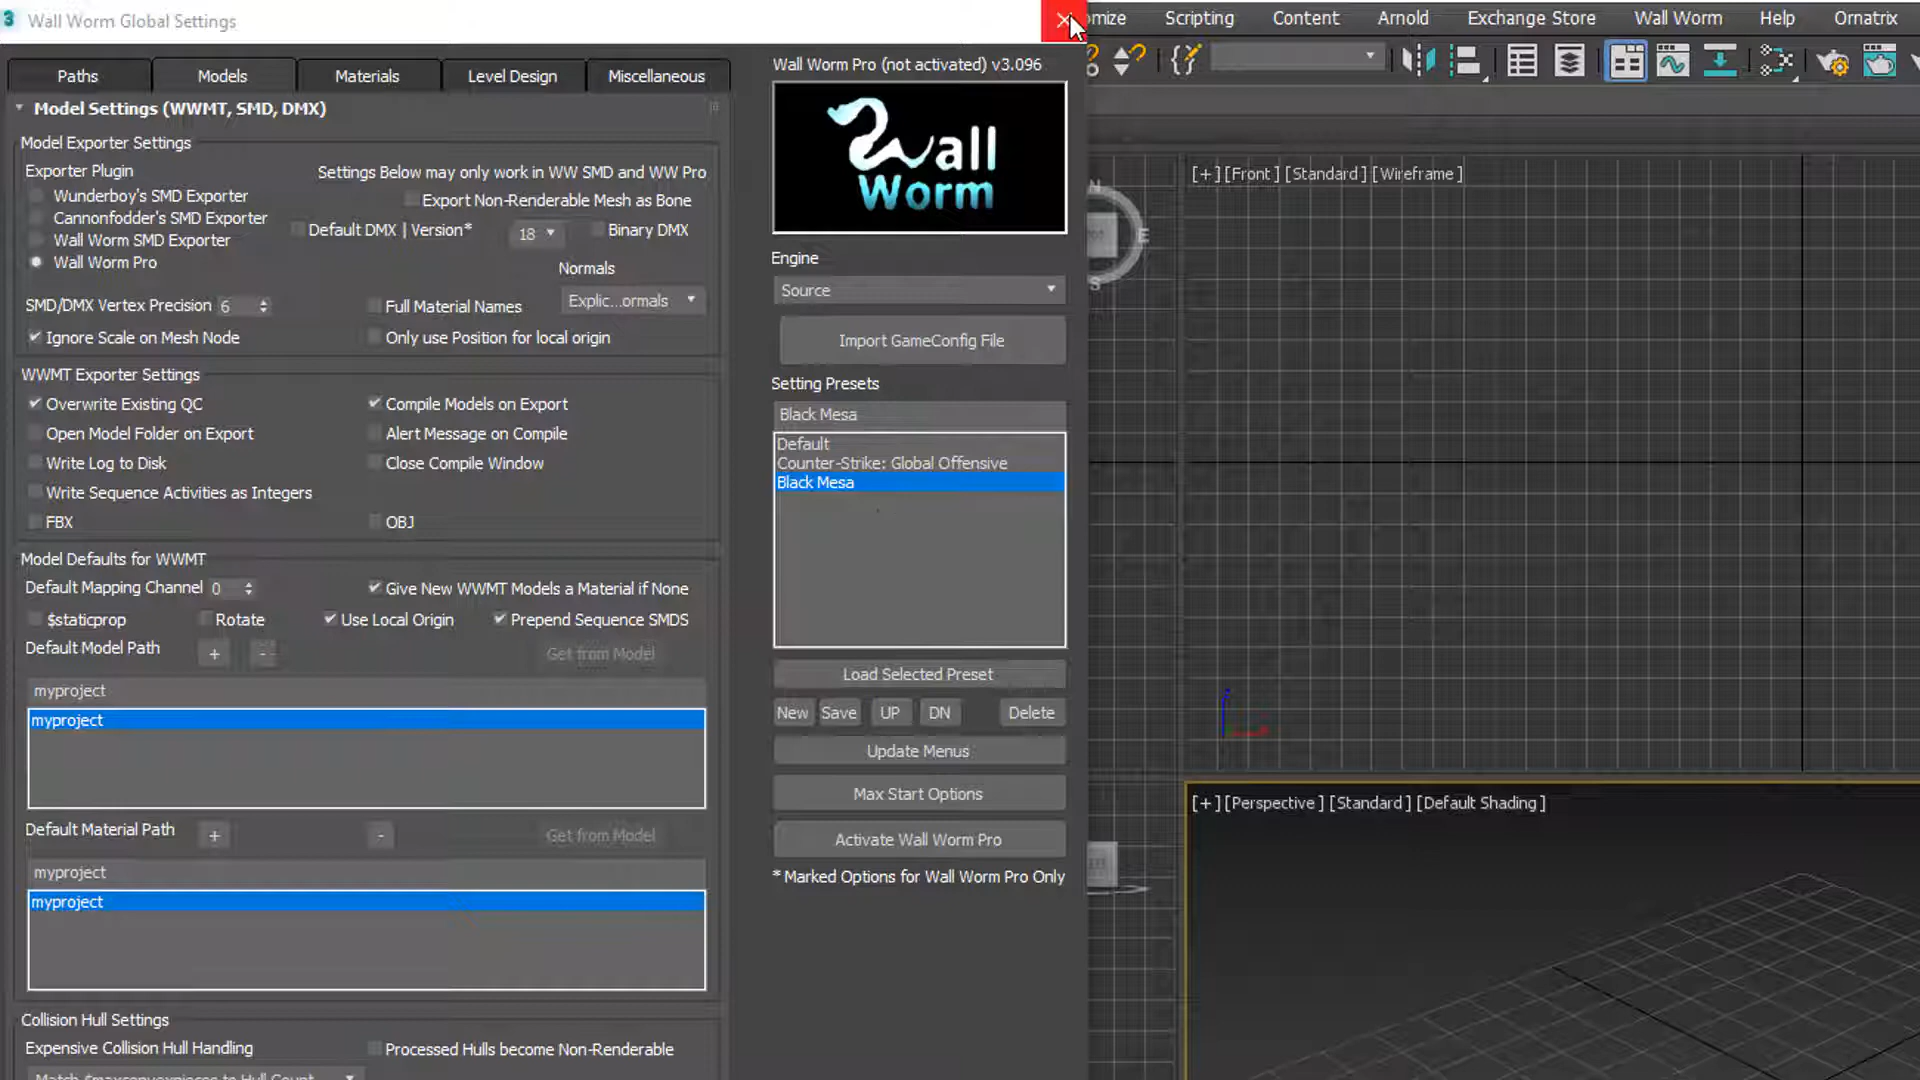 3 Wall Worm Global Settings
omize Scripting Content Arnold Exchange Store Wall Worm Help Ornatrix
Paths Models Materials Level Design Miscellaneous
Model Settings (WWMT, SMD, DMX)
Model Exporter Settings
Exporter Plugin Settings Below may only work in WW SMD and WW Pro
Wunderboy's SMD Exporter Export Non-Renderable Mesh as Bone
Cannonfodder's SMD Exporter
Default DMX | Version* 18 Binary DMX
Wall Worm SMD Exporter
Wall Worm Pro
Normals
Explic...ormals
SMD/DMX Vertex Precision 6 Full Material Names
Ignore Scale on Mesh Node Only use Position for local origin
WWMT Exporter Settings
Overwrite Existing QC Compile Models on Export
Open Model Folder on Export Alert Message on Compile
Write Log to Disk Close Compile Window
Write Sequence Activities as Integers
FBX OBJ
Model Defaults for WWMT
Default Mapping Channel 0 Give New WWMT Models a Material if None
$staticprop Rotate Use Local Origin Prepend Sequence SMDS
Default Model Path + - Get from Model
myproject
myproject
Default Material Path + - Get from Model
myproject
myproject
Collision Hull Settings
Expensive Collision Hull Handling Processed Hulls become Non-Renderable
Match $maxconvexpieces to Hull Count
Wall Worm Pro (not activated) v3.096
Wall
Worm
Engine
Source
Import GameConfig File
Setting Presets
Black Mesa
Default
Counter-Strike: Global Offensive
Black Mesa
Load Selected Preset
New Save UP DN Delete
Update Menus
Max Start Options
Activate Wall Worm Pro
* Marked Options for Wall Worm Pro Only
[+] [Front ] [Standard ] [Wireframe ]
N
E
S
[+] [Perspective ] [Standard ] [Default Shading ]